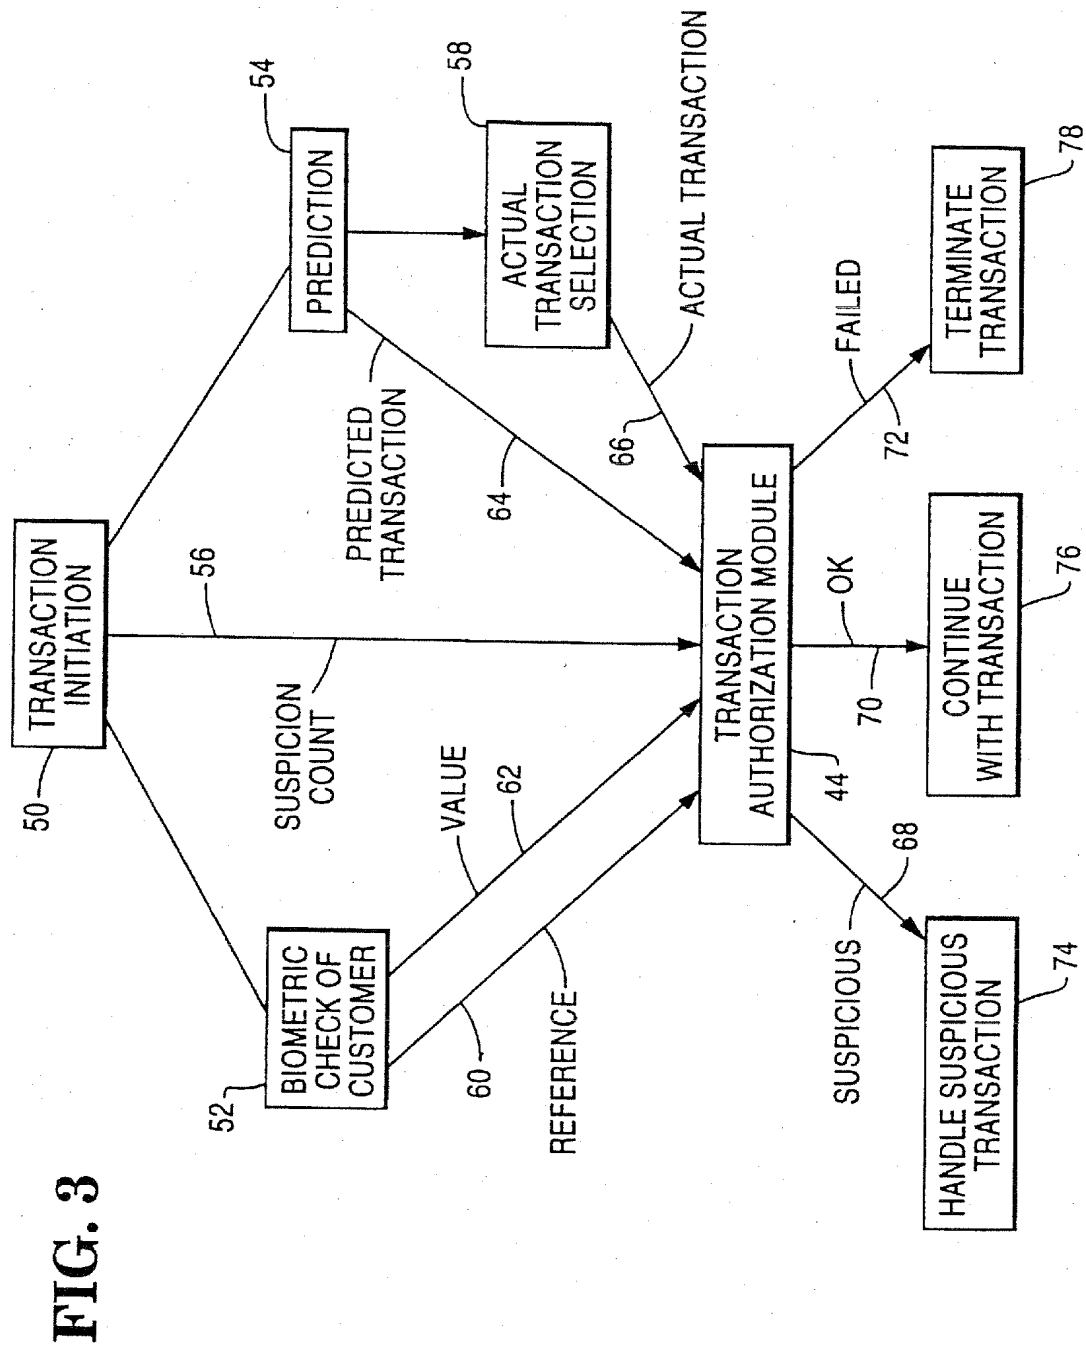 FIG. 3
50
TRANSACTION
INITIATION
52
BIOMETRIC
CHECK OF
CUSTOMER
54
PREDICTION
56
SUSPICION
COUNT
PREDICTED
TRANSACTION
58
ACTUAL
TRANSACTION
SELECTION
VALUE
62
60
REFERENCE
64
66
ACTUAL TRANSACTION
TRANSACTION
AUTHORIZATION MODULE
44
SUSPICIOUS
68
70
OK
72
FAILED
HANDLE SUSPICIOUS
TRANSACTION
74
CONTINUE
WITH TRANSACTION
76
TERMINATE
TRANSACTION
78